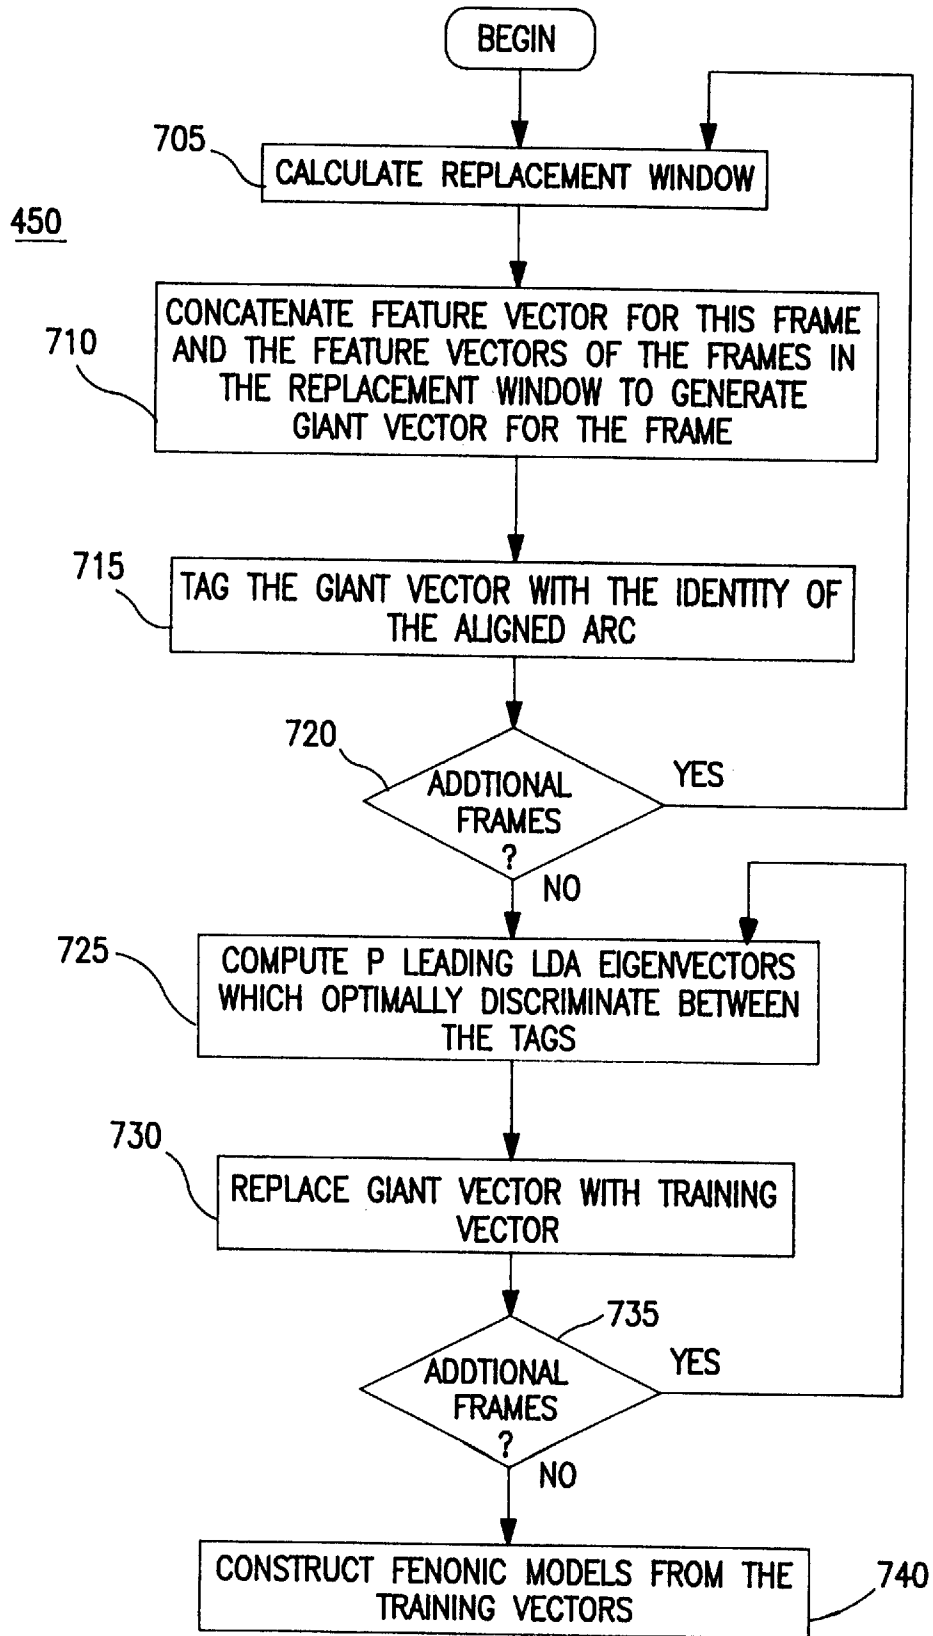 BEGIN
705
CALCULATE REPLACEMENT WINDOW
450
710
CONCATENATE FEATURE VECTOR FOR THIS FRAME
AND THE FEATURE VECTORS OF THE FRAMES IN
THE REPLACEMENT WINDOW TO GENERATE
GIANT VECTOR FOR THE FRAME
715
TAG THE GIANT VECTOR WITH THE IDENTITY OF
THE ALIGNED ARC
720
ADDTIONAL
FRAMES
?
YES
NO
725
COMPUTE P LEADING LDA EIGENVECTORS
WHICH OPTIMALLY DISCRIMINATE BETWEEN
THE TAGS
730
REPLACE GIANT VECTOR WITH TRAINING
VECTOR
735
ADDTIONAL
FRAMES
?
YES
NO
CONSTRUCT FENONIC MODELS FROM THE
TRAINING VECTORS
740